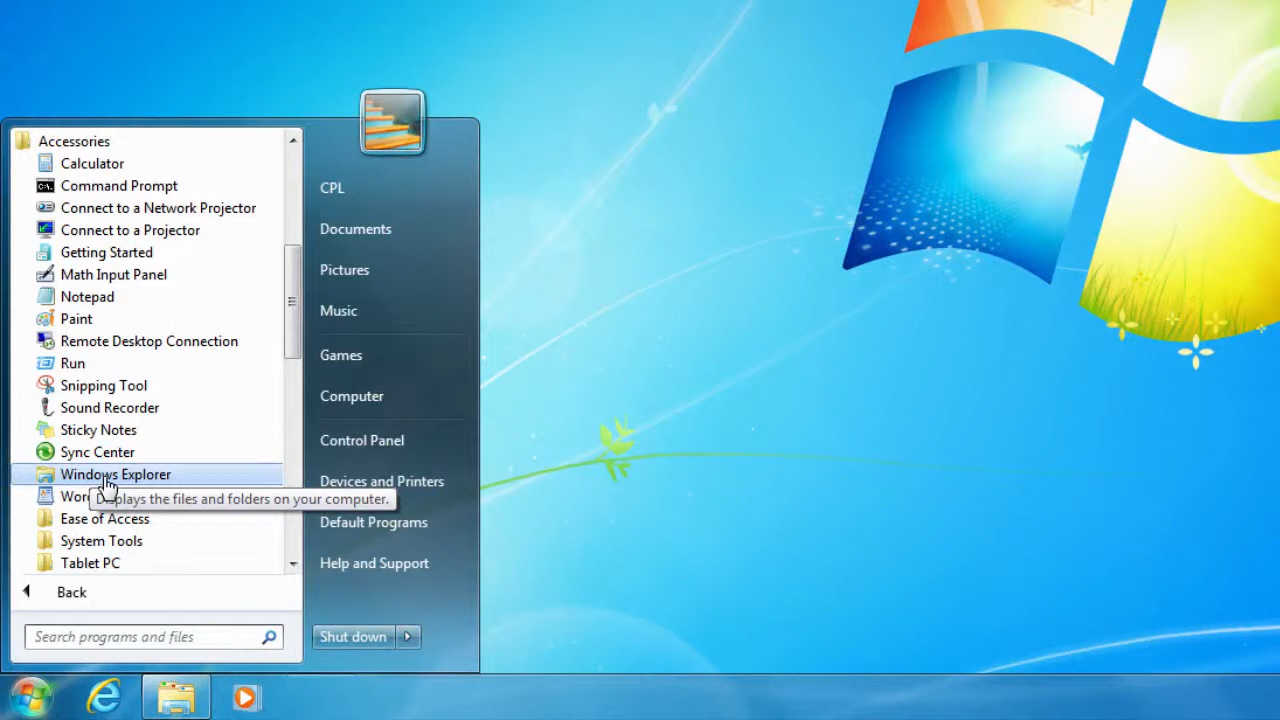 Accessories
Calculator
Command Prompt
Connect to a Network Projector
Connect to a Projector
Getting Started
Math Input Panel
Notepad
Paint
Remote Desktop Connection
Run
Snipping Tool
Sound Recorder
Sticky Notes
Sync Center
Windows Explorer
Displays the files and folders on your computer.
Ease of Access
System Tools
Tablet PC
Back
Search programs and files
CPL
Documents
Pictures
Music
Games
Computer
Control Panel
Devices and Printers
Default Programs
Help and Support
Shut down